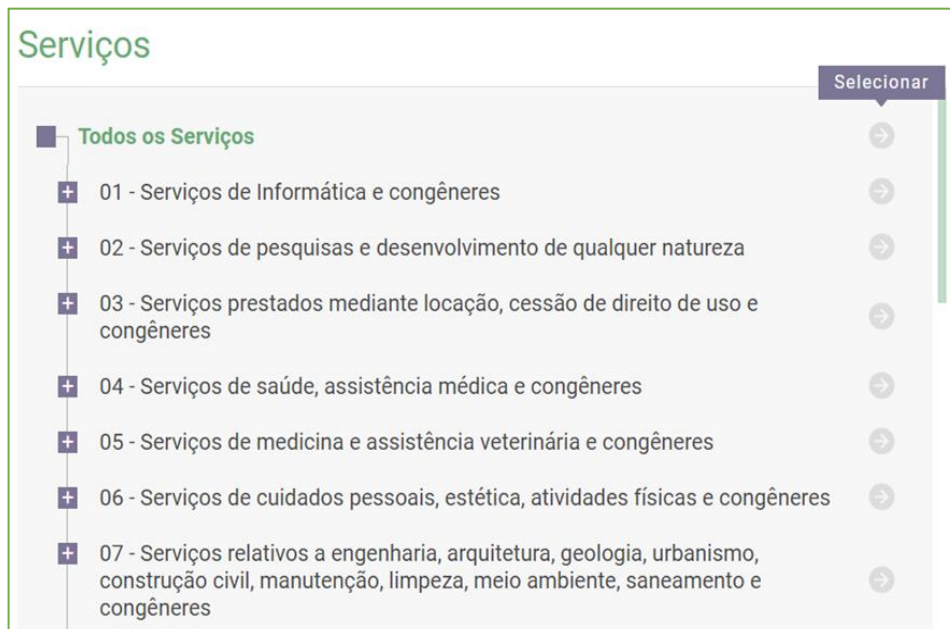 Serviços
Selecionar
Todos os Serviços
01 - Serviços de Informática e congêneres
02 - Serviços de pesquisas e desenvolvimento de qualquer natureza
03 - Serviços prestados mediante locação, cessão de direito de uso e
congêneres
04 - Serviços de saúde, assistência médica e congêneres
05 - Serviços de medicina e assistência veterinária e congêneres
06 - Serviços de cuidados pessoais, estética, atividades físicas e congêneres
07 - Serviços relativos a engenharia, arquitetura, geologia, urbanismo,
construção civil, manutenção, limpeza, meio ambiente, saneamento e
congêneres